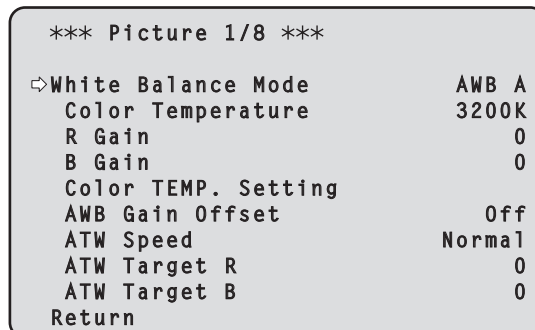 *** Picture 1/8 ***
⇨White Balance Mode AWB A
Color Temperature 3200K
R Gain 0
B Gain 0
Color TEMP. Setting
AWB Gain Offset Off
ATW Speed Normal
ATW Target R 0
ATW Target B 0
Return